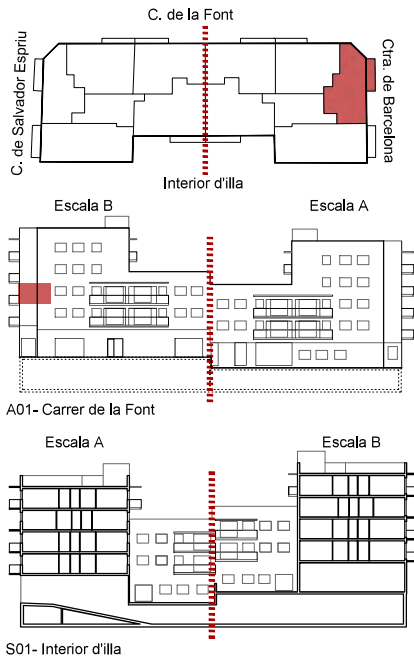 C. de la Font
C. de Salvador Espriu
Ctra. de Barcelona
Interior d'illa
Escala B
Escala A
A01- Carrer de la Font
Escala A
Escala B
S01- Interior d'illa